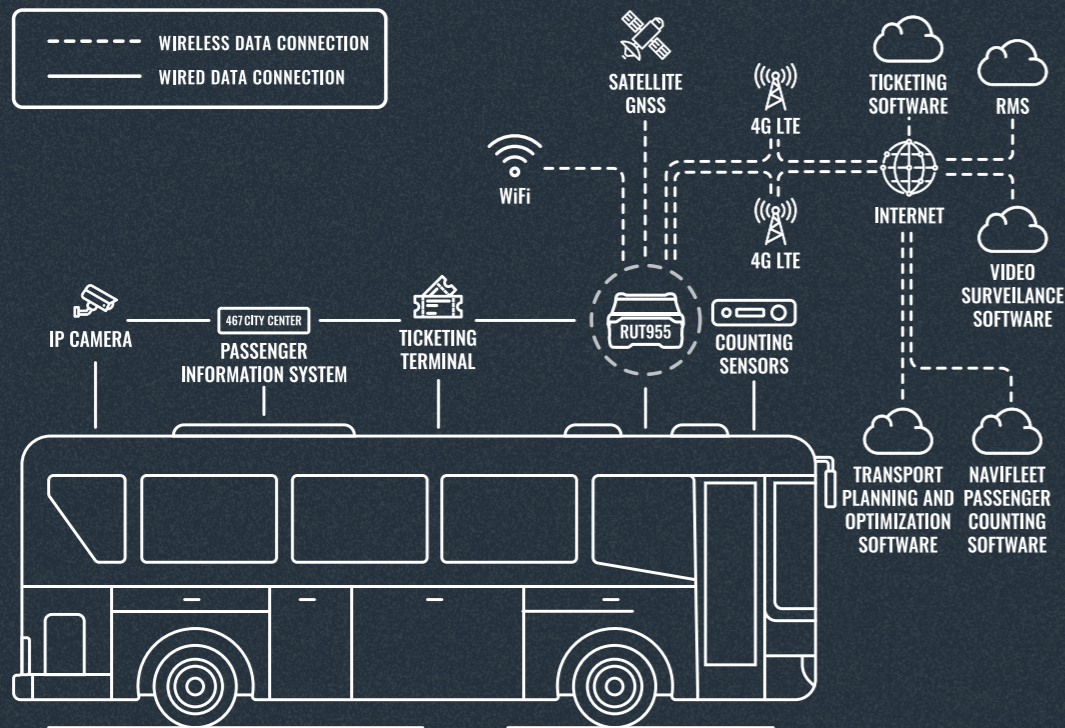 WIRELESS DATA CONNECTION
WIRED DATA CONNECTION
SATELLITE
GNSS
4G LTE
TICKETING
SOFTWARE
RMS
WiFi
INTERNET
4G LTE
VIDEO
SURVEILANCE
SOFTWARE
IP CAMERA
467 CITY CENTER
PASSENGER
INFORMATION SYSTEM
TICKETING
TERMINAL
RUT955
COUNTING
SENSORS
TRANSPORT
PLANNING AND
OPTIMIZATION
SOFTWARE
NAVIFLEET
PASSENGER
COUNTING
SOFTWARE